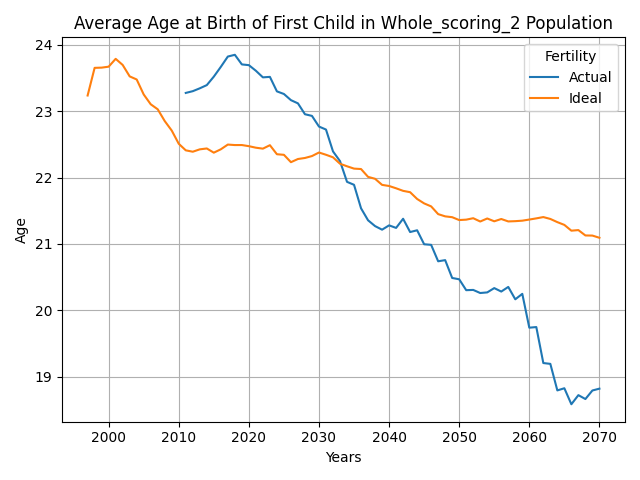 Average Age at Birth of First Child in Whole_scoring_2 Population
Fertility
Actual
Ideal
Age
24
23
22
21
20
19
2000 2010 2020 2030 2040 2050 2060 2070
Years